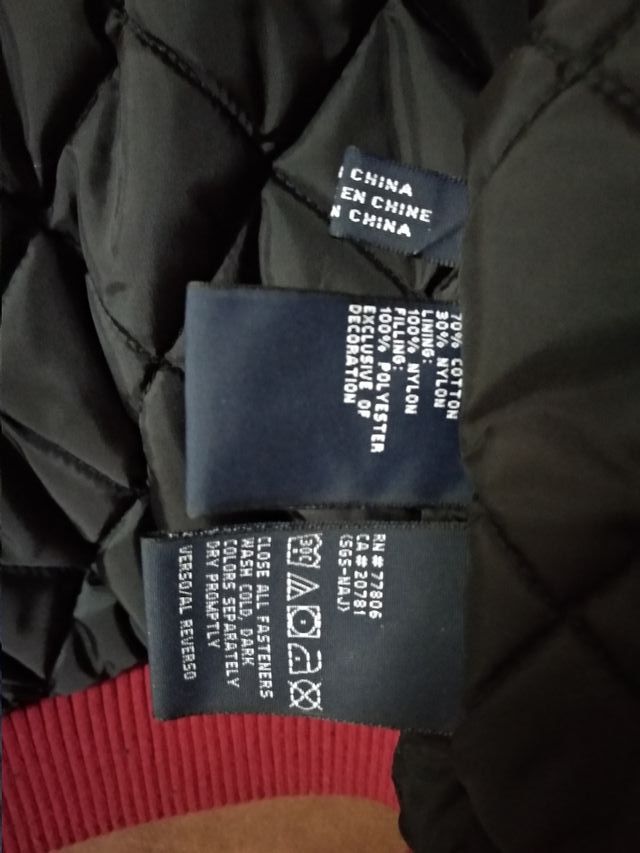 CHINA
EN CHINE
CHINA
70% COTTON
30% NYLON
LINING:
100% NYLON
FILLING:
100% POLYESTER
EXCLUSIVE OF
DECORATION
RN # 77806
CA # 20781
(SGS-NAJ)
30C
CLOSE ALL FASTENERS
WASH COLD, DARK
COLORS SEPARATELY
DRY PROMPTLY
VERSO/AL REVERSO